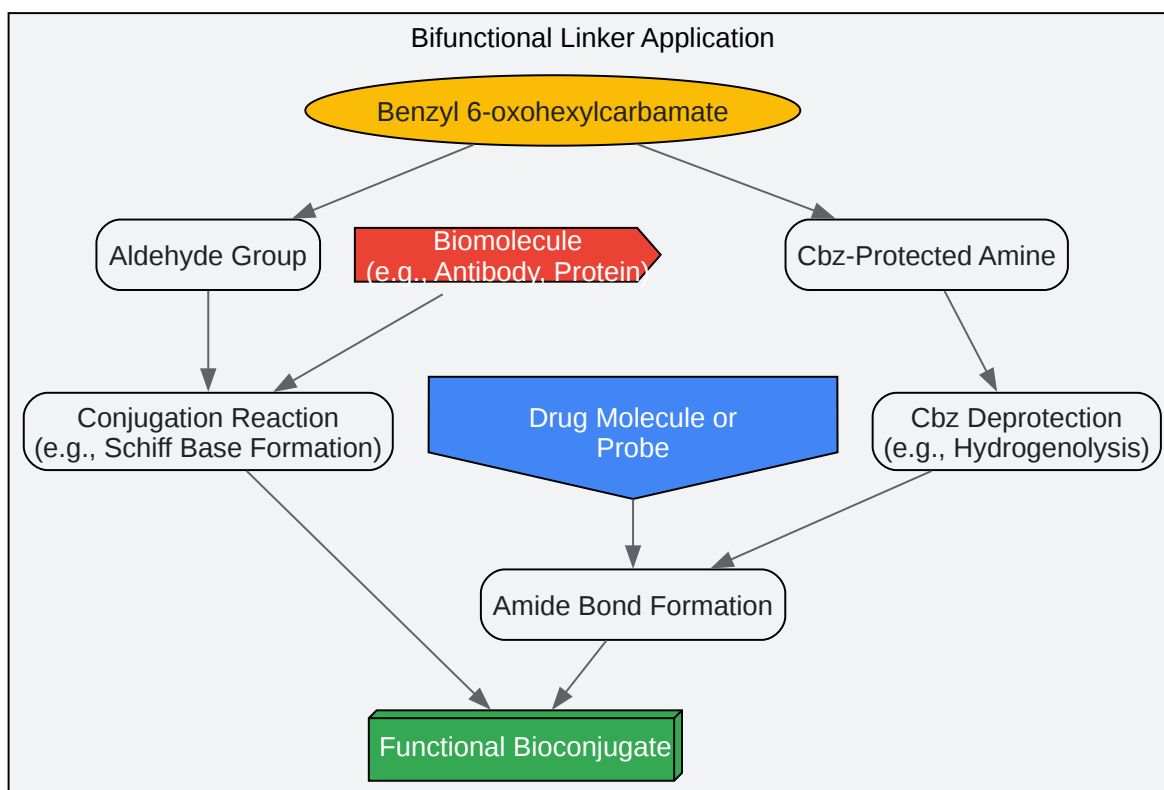 Bifunctional Linker Application
Benzyl 6-oxohexylcarbamate
Aldehyde Group
Biomolecule
(e.g., Antibody, Protein)
Cbz-Protected Amine
Conjugation Reaction
(e.g., Schiff Base Formation)
Drug Molecule or
Probe
Cbz Deprotection
(e.g., Hydrogenolysis)
Amide Bond Formation
Functional Bioconjugate